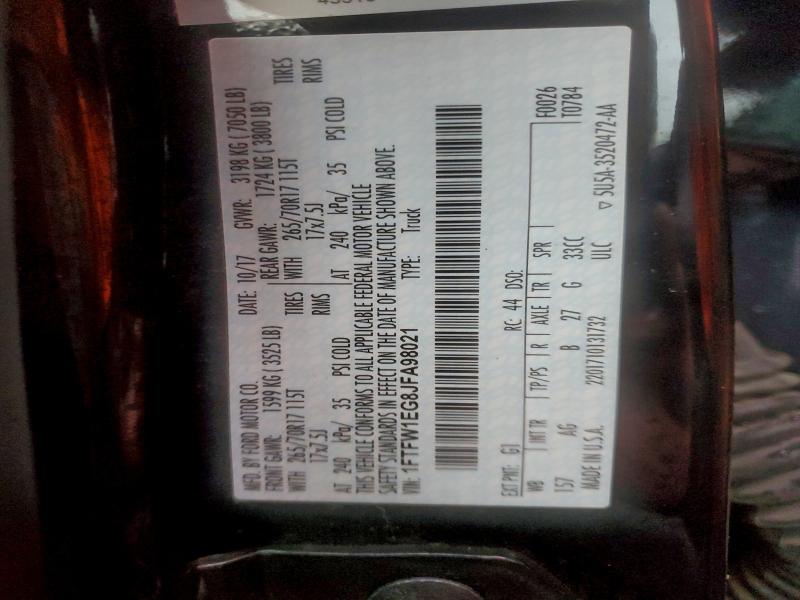 MFG. BY FORD MOTOR CO.
DATE: 10/17 GVWR: 3198 KG ( 7050 LB)
FRONT GAWR: 1599 KG ( 3525 LB) REAR GAWR: 1724 KG ( 3800 LB)
WITH 265/70R17 115T TIRES WITH 265/70R17 115T TIRES
17x7.5J RIMS 17x7.5J RIMS
AT 240 kPa/ 35 PSI COLD AT 240 kPa/ 35 PSI COLD
THIS VEHICLE CONFORMS TO ALL APPLICABLE FEDERAL MOTOR VEHICLE
SAFETY STANDARDS IN EFFECT ON THE DATE OF MANUFACTURE SHOWN ABOVE.
VIN: 1FTFW1EG8JFA98021 TYPE: Truck
EXT PNT: G1 RC: 44 DSO: F0026
WB INT TR TP/PS R AXLE TR SPR T0784
157 AG B 27 G 33CC
MADE IN U.S.A. 2201710131732 ULC ▽ 5U5A-3520472-AA